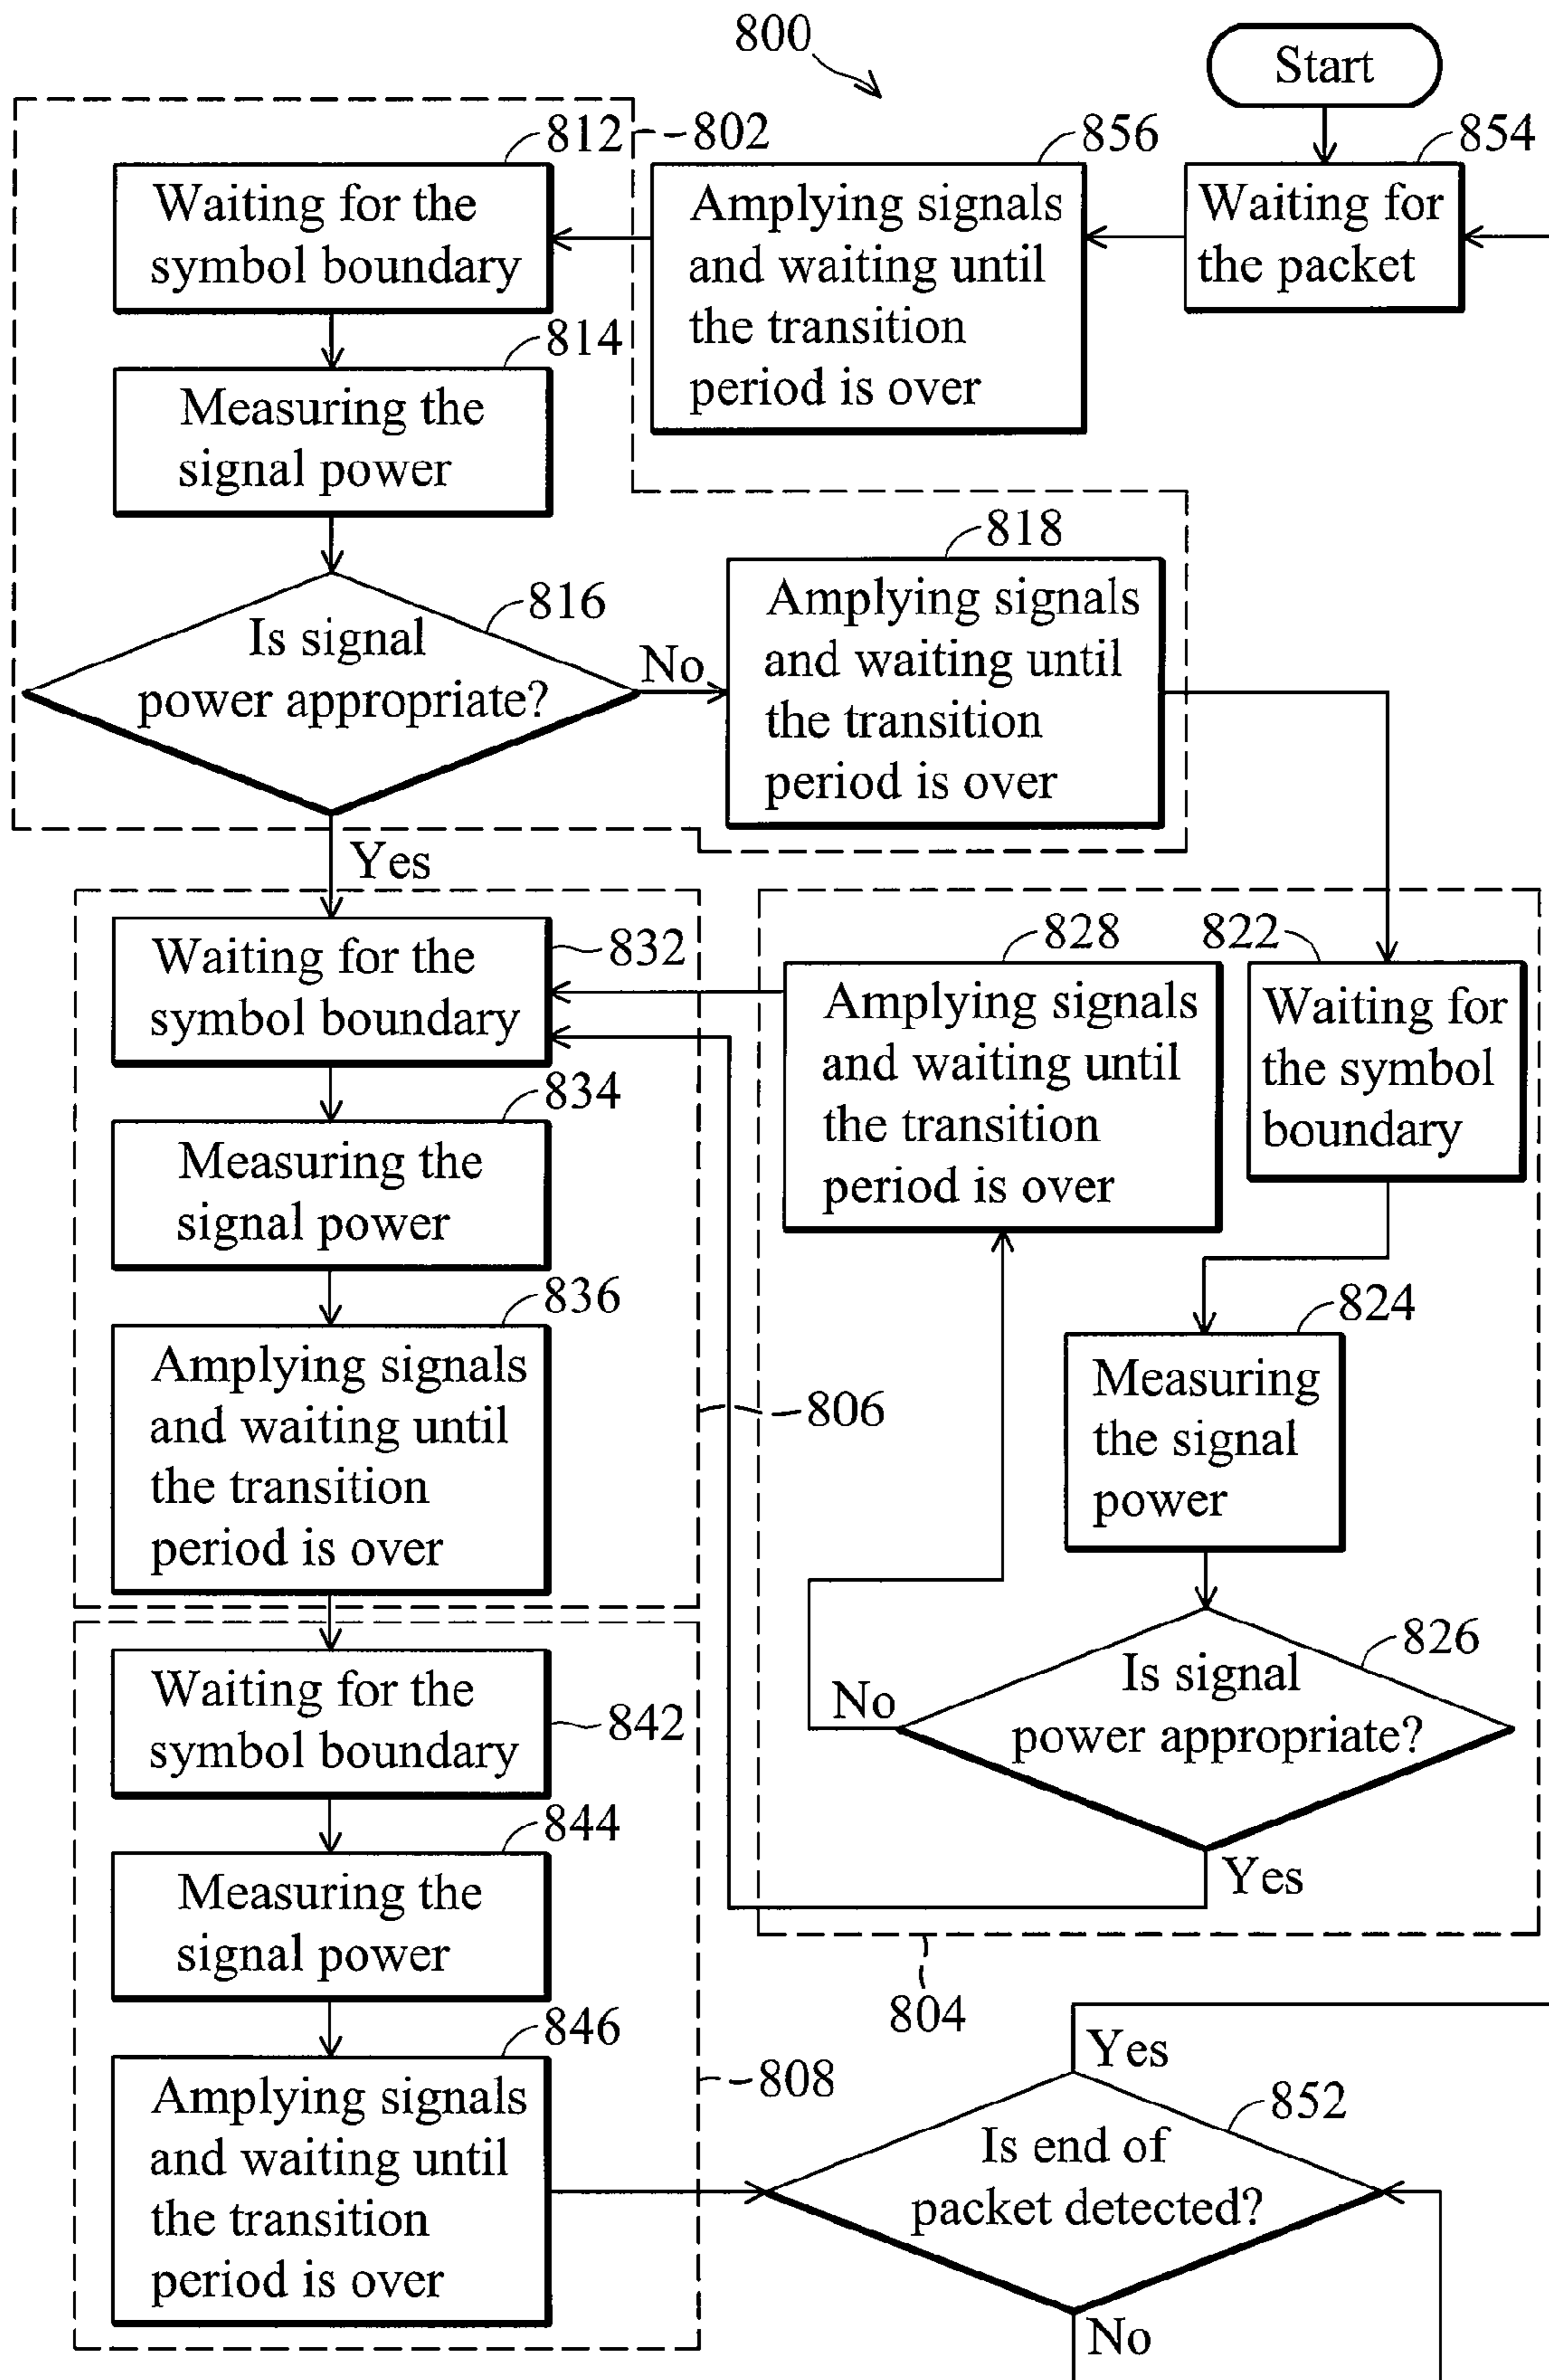 800
Start
812
802
856
854
Waiting for the
symbol boundary
Amplying signals
and waiting until
the transition
period is over
Waiting for
the packet
814
Measuring the
signal power
816
Is signal
power appropriate?
No
818
Amplying signals
and waiting until
the transition
period is over
Yes
832
Waiting for the
symbol boundary
828
Amplying signals
and waiting until
the transition
period is over
822
Waiting for
the symbol
boundary
834
Measuring the
signal power
836
Amplying signals
and waiting until
the transition
period is over
806
824
Measuring
the signal
power
826
Is signal
power appropriate?
No
Yes
804
842
Waiting for the
symbol boundary
844
Measuring the
signal power
846
Amplying signals
and waiting until
the transition
period is over
808
Yes
852
Is end of
packet detected?
No